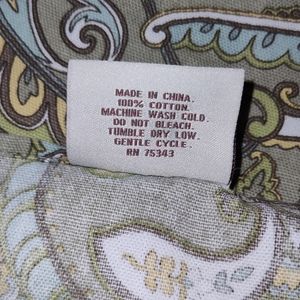 MADE IN CHINA.
100% COTTON.
MACHINE WASH COLD.
DO NOT BLEACH.
TUMBLE DRY LOW.
GENTLE CYCLE.
RN 75343